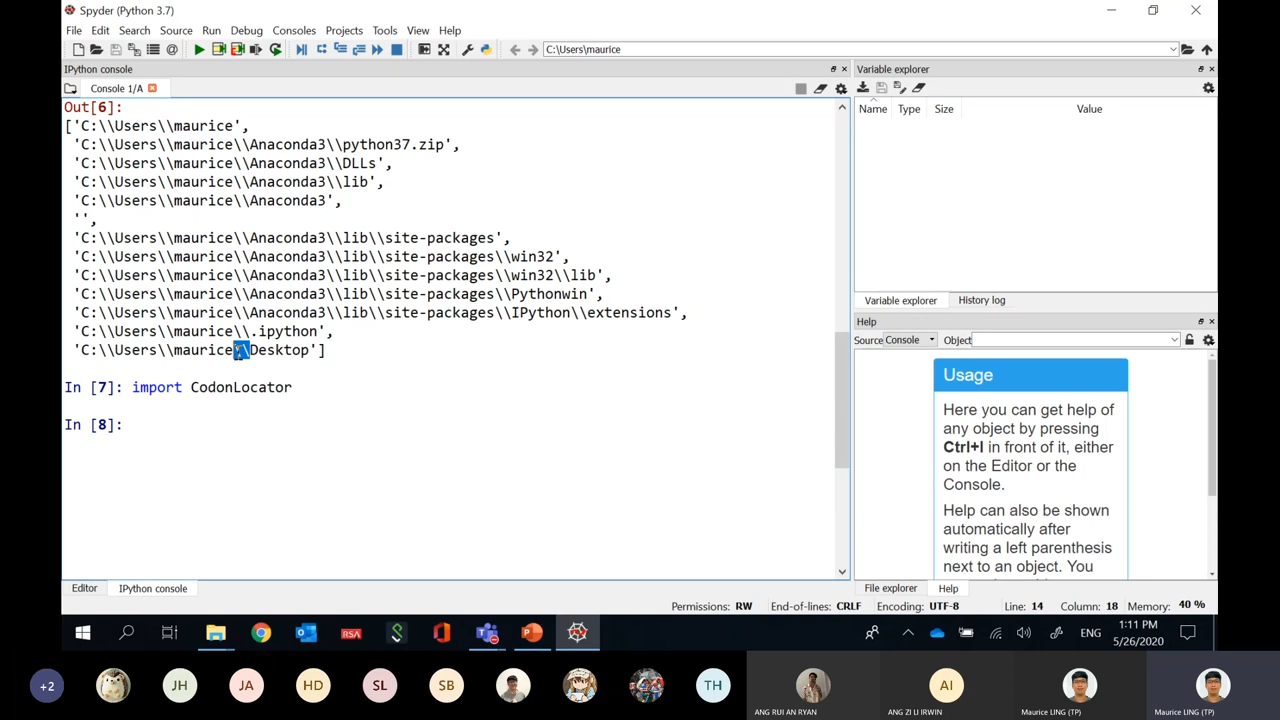 Spyder (Python 3.7)
File Edit Search Source Run Debug Consoles Projects Tools View Help
C:\Users\maurice
IPython console
Variable explorer
Console 1/A
Out[6]:
['C:\\Users\\maurice',
'C:\\Users\\maurice\\Anaconda3\\python37.zip',
'C:\\Users\\maurice\\Anaconda3\\DLLs',
'C:\\Users\\maurice\\Anaconda3\\lib',
'C:\\Users\\maurice\\Anaconda3',
'',
'C:\\Users\\maurice\\Anaconda3\\lib\\site-packages',
'C:\\Users\\maurice\\Anaconda3\\lib\\site-packages\\win32',
'C:\\Users\\maurice\\Anaconda3\\lib\\site-packages\\win32\\lib',
'C:\\Users\\maurice\\Anaconda3\\lib\\site-packages\\Pythonwin',
'C:\\Users\\maurice\\Anaconda3\\lib\\site-packages\\IPython\\extensions',
'C:\\Users\\maurice\\.ipython',
'C:\\Users\\maurice\\Desktop']
In [7]: import CodonLocator
In [8]:
Name Type Size Value
Variable explorer History log
Help
Source Console Object
Usage
Here you can get help of
any object by pressing
Ctrl+I in front of it, either
on the Editor or the
Console.
Help can also be shown
automatically after
writing a left parenthesis
next to an object. You
Editor IPython console
File explorer Help
Permissions: RW End-of-lines: CRLF Encoding: UTF-8 Line: 14 Column: 18 Memory: 40 %
RSA
ENG
1:11 PM
5/26/2020
+2 JH JA HD SL SB TH AI
ANG RUI AN RYAN
ANG ZI LI IRWIN
Maurice LING (TP)
Maurice LING (TP)